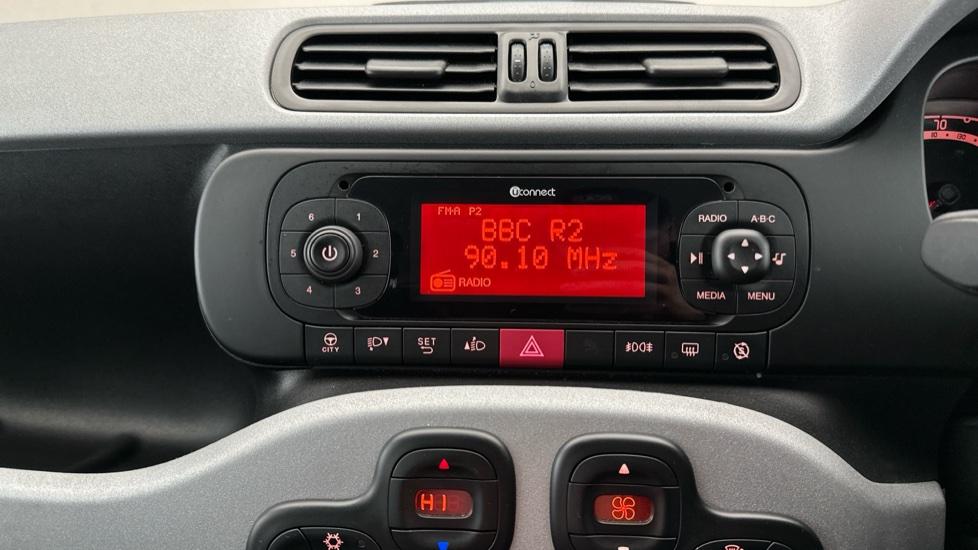 uconnect
FM-A P2
BBC R2
90.10 MHz
RADIO
6 1
5 2
4 3
RADIO A·B·C
MEDIA MENU
CITY
SET
70
HI